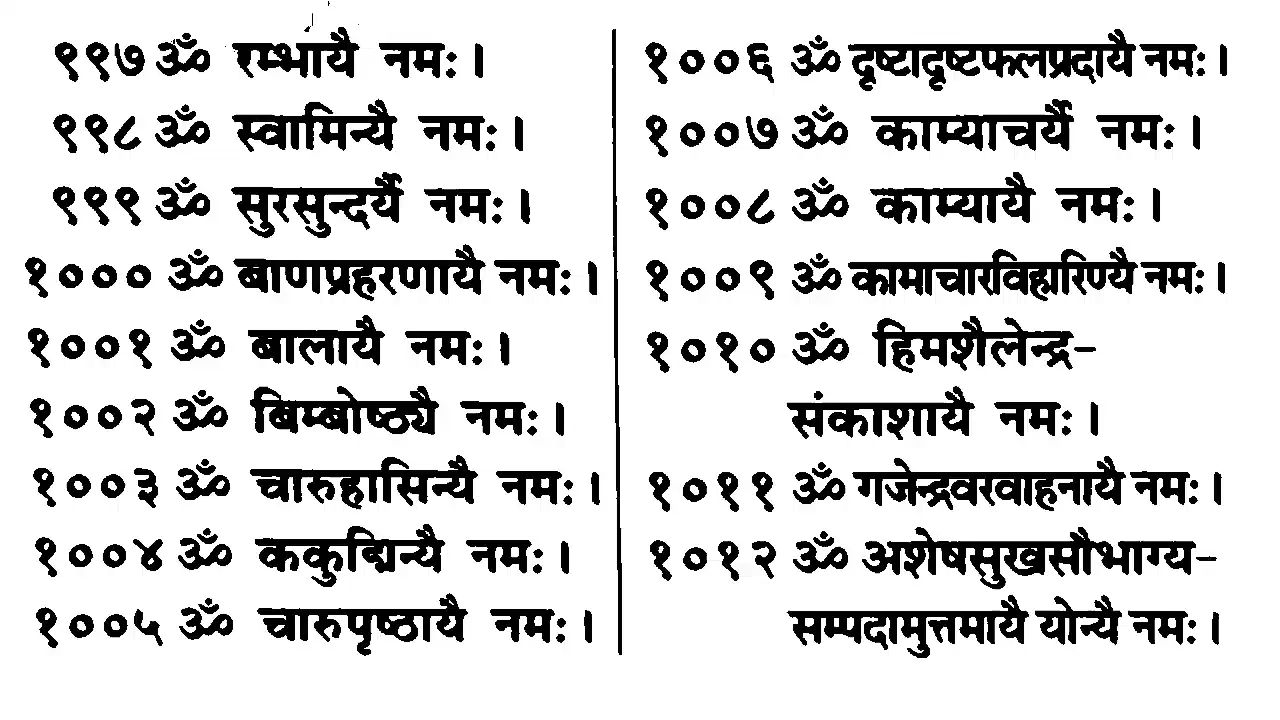 ९९७ ॐ रम्भायै नमः।
९९८ ॐ स्वामिन्यै नमः।
९९९ ॐ सुरसुन्दर्यै नमः।
१००० ॐ बाणप्रहरणायै नमः।
१००१ ॐ बालायै नमः।
१००२ ॐ बिम्बोष्ठ्यै नमः।
१००३ ॐ चारुहासिन्यै नमः।
१००४ ॐ ककुद्मिन्यै नमः।
१००५ ॐ चारुपृष्ठायै नमः।
१००६ ॐ दृष्टादृष्टफलप्रदायै नमः।
१००७ ॐ काम्याचर्यै नमः।
१००८ ॐ काम्यायै नमः।
१००९ ॐ कामाचारविहारिण्यै नमः।
१०१० ॐ हिमशैलेन्द्र-
संकाशायै नमः।
१०११ ॐ गजेन्द्रवरवाहनायै नमः।
१०१२ ॐ अशेषसुखसौभाग्य-
सम्पदामुत्तमायै योन्यै नमः।